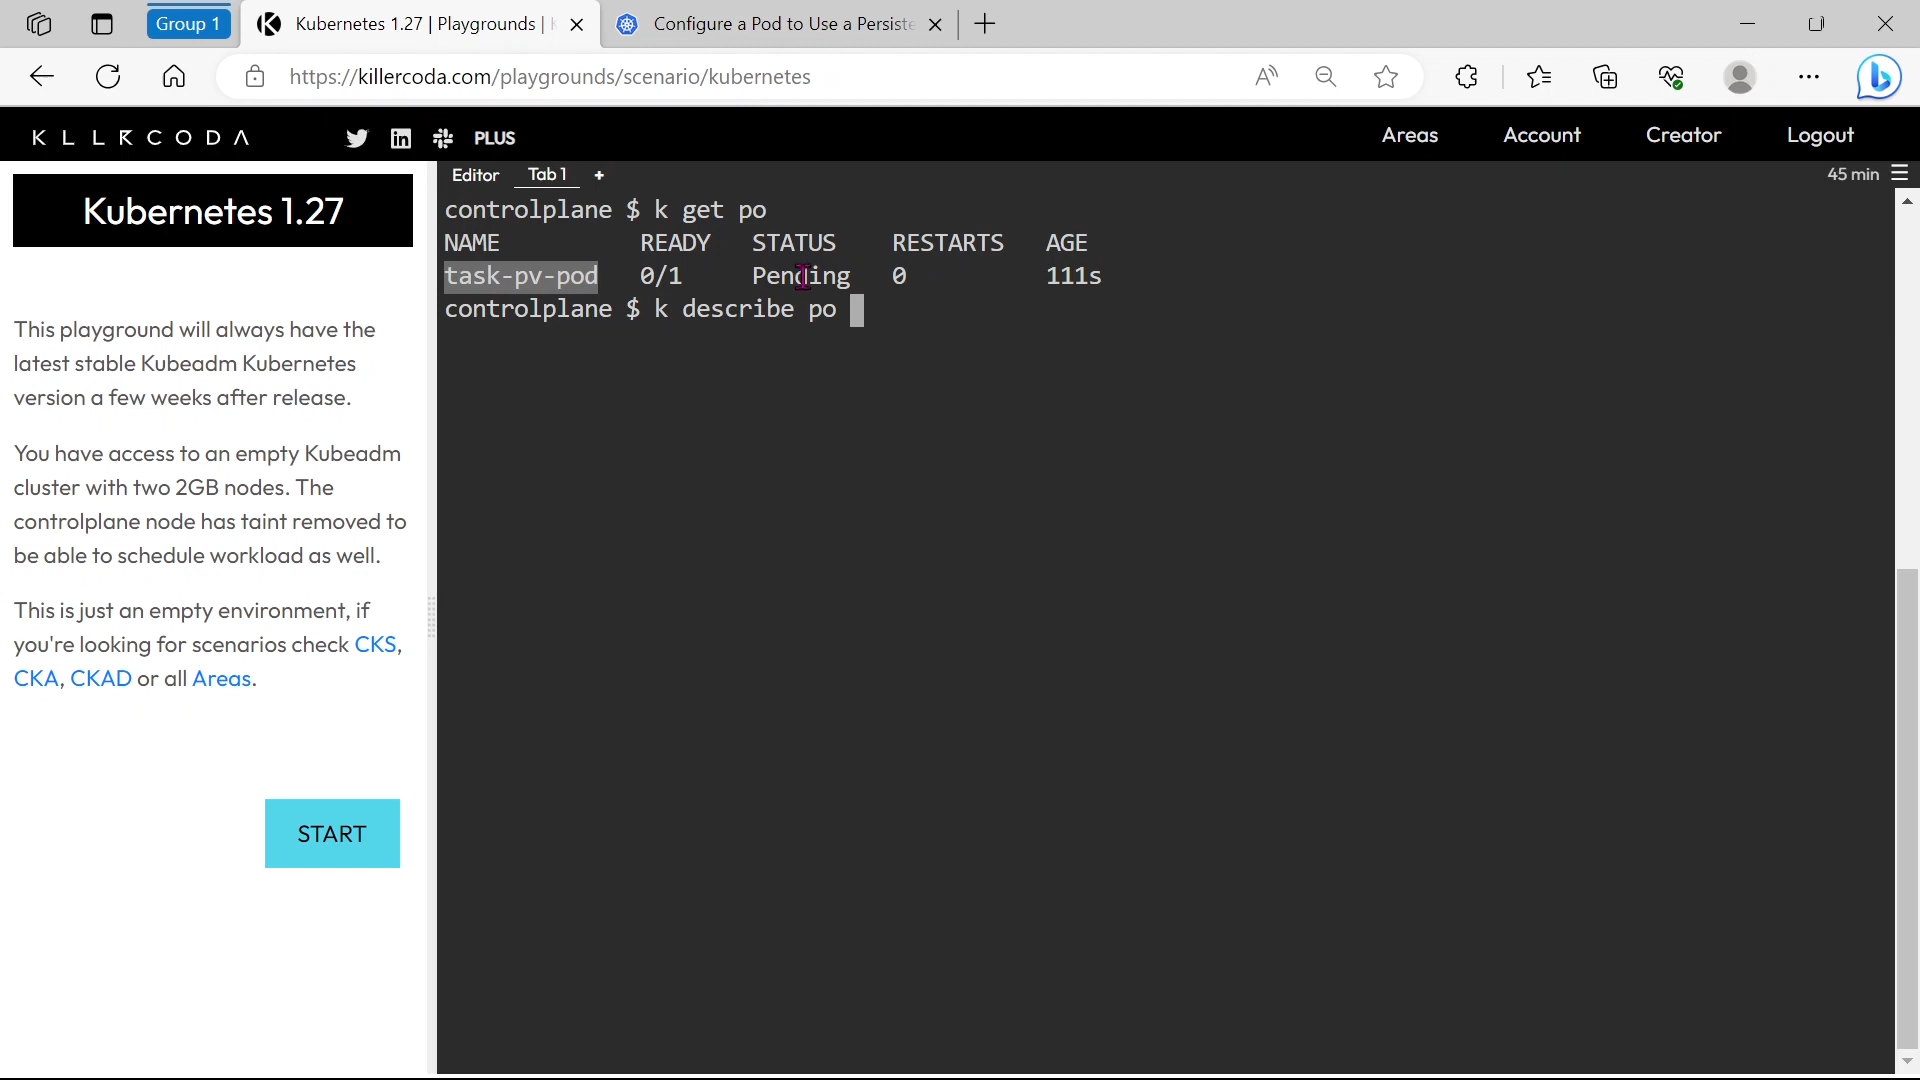 Group 1
Kubernetes 1.27 | Playgrounds |
Configure a Pod to Use a Persiste
https://killercoda.com/playgrounds/scenario/kubernetes
KLLRCODA
PLUS
Areas
Account
Creator
Logout
Kubernetes 1.27
This playground will always have the
latest stable Kubeadm Kubernetes
version a few weeks after release.
You have access to an empty Kubeadm
cluster with two 2GB nodes. The
controlplane node has taint removed to
be able to schedule workload as well.
This is just an empty environment, if
you're looking for scenarios check CKS,
CKA, CKAD or all Areas.
START
Editor
Tab 1
+
45 min
controlplane $ k get po
NAME READY STATUS RESTARTS AGE
task-pv-pod 0/1 Pending 0 111s
controlplane $ k describe po